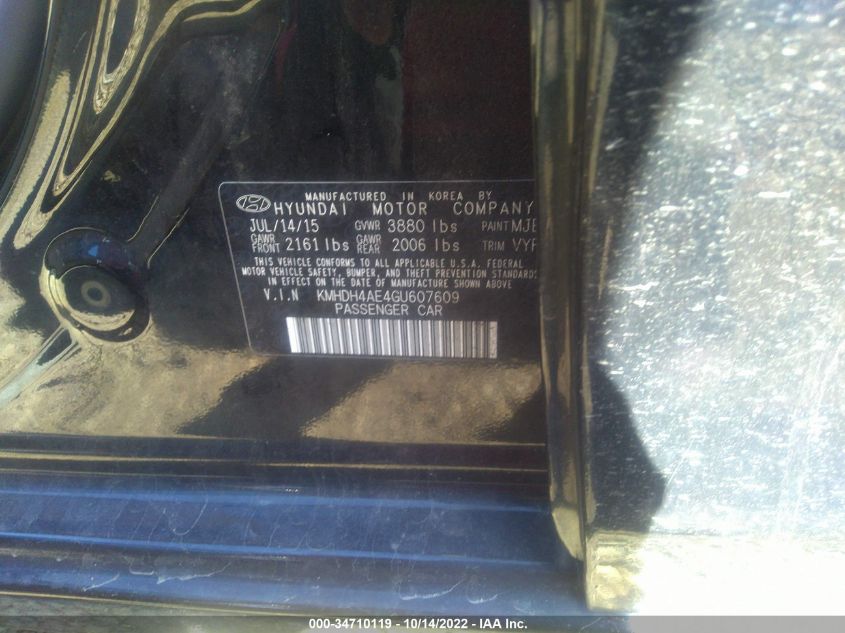 MANUFACTURED IN KOREA BY
HYUNDAI MOTOR COMPANY
JUL/14/15 GVWR 3880 lbs PAINT
GAWR FRONT 2161 lbs GAWR REAR 2006 lbs TRIM
THIS VEHICLE CONFORMS TO ALL APPLICABLE U.S.A. FEDERAL
MOTOR VEHICLE SAFETY, BUMPER, AND THEFT PREVENTION STANDARDS
IN EFFECT ON THE DATE OF MANUFACTURE SHOWN ABOVE
V.I.N KMHDH4AE4GU607609
PASSENGER CAR
000-34710119 - 10/14/2022 - IAA Inc.